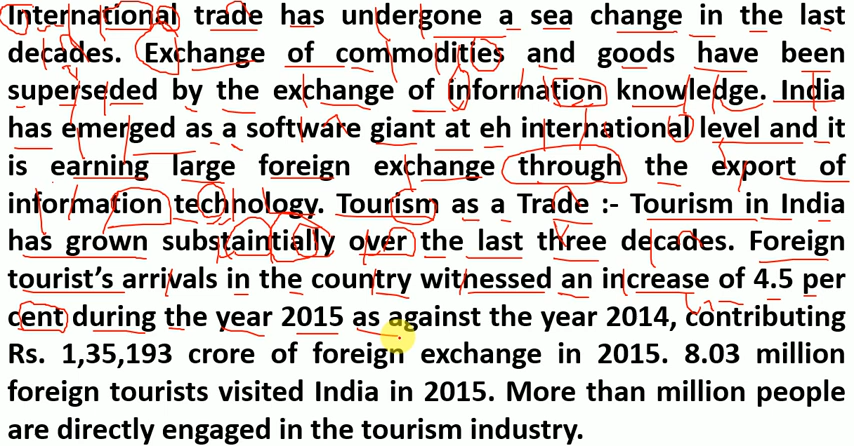 International trade has undergone a sea change in the last
decades. Exchange of commodities and goods have been
superseded by the exchange of information knowledge. India
has emerged as a software giant at eh international level and it
is earning large foreign exchange through the export of
information technology. Tourism as a Trade :- Tourism in India
has grown substaintially over the last three decades. Foreign
tourist's arrivals in the country witnessed an increase of 4.5 per
cent during the year 2015 as against the year 2014, contributing
Rs. 1,35,193 crore of foreign exchange in 2015. 8.03 million
foreign tourists visited India in 2015. More than million people
are directly engaged in the tourism industry.